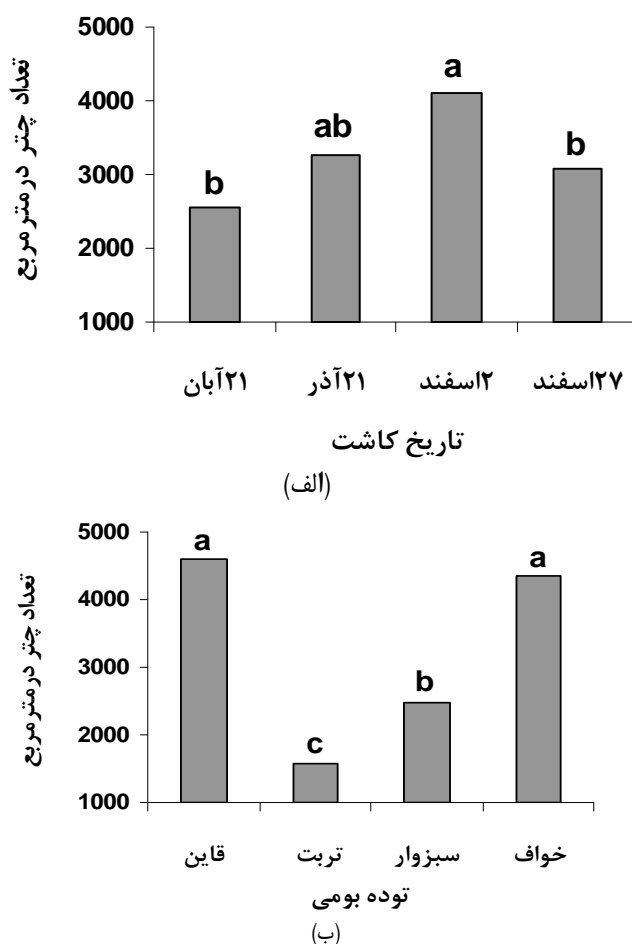 5000
4000
3000
2000
1000
تعداد چتر درمترمربع
b
ab
a
b
۲۱آبان
۲۱آذر
۲اسفند
۲۷اسفند
تاریخ کاشت
(الف)
5000
4000
3000
2000
1000
تعداد چتر درمترمربع
a
c
b
a
قاین
تربت
سبزوار
خواف
توده بومی
(ب)